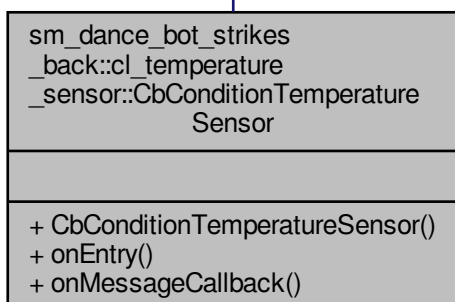 sm_dance_bot_strikes
_back::cl_temperature
_sensor::CbConditionTemperature
Sensor
+ CbConditionTemperatureSensor()
+ onEntry()
+ onMessageCallback()